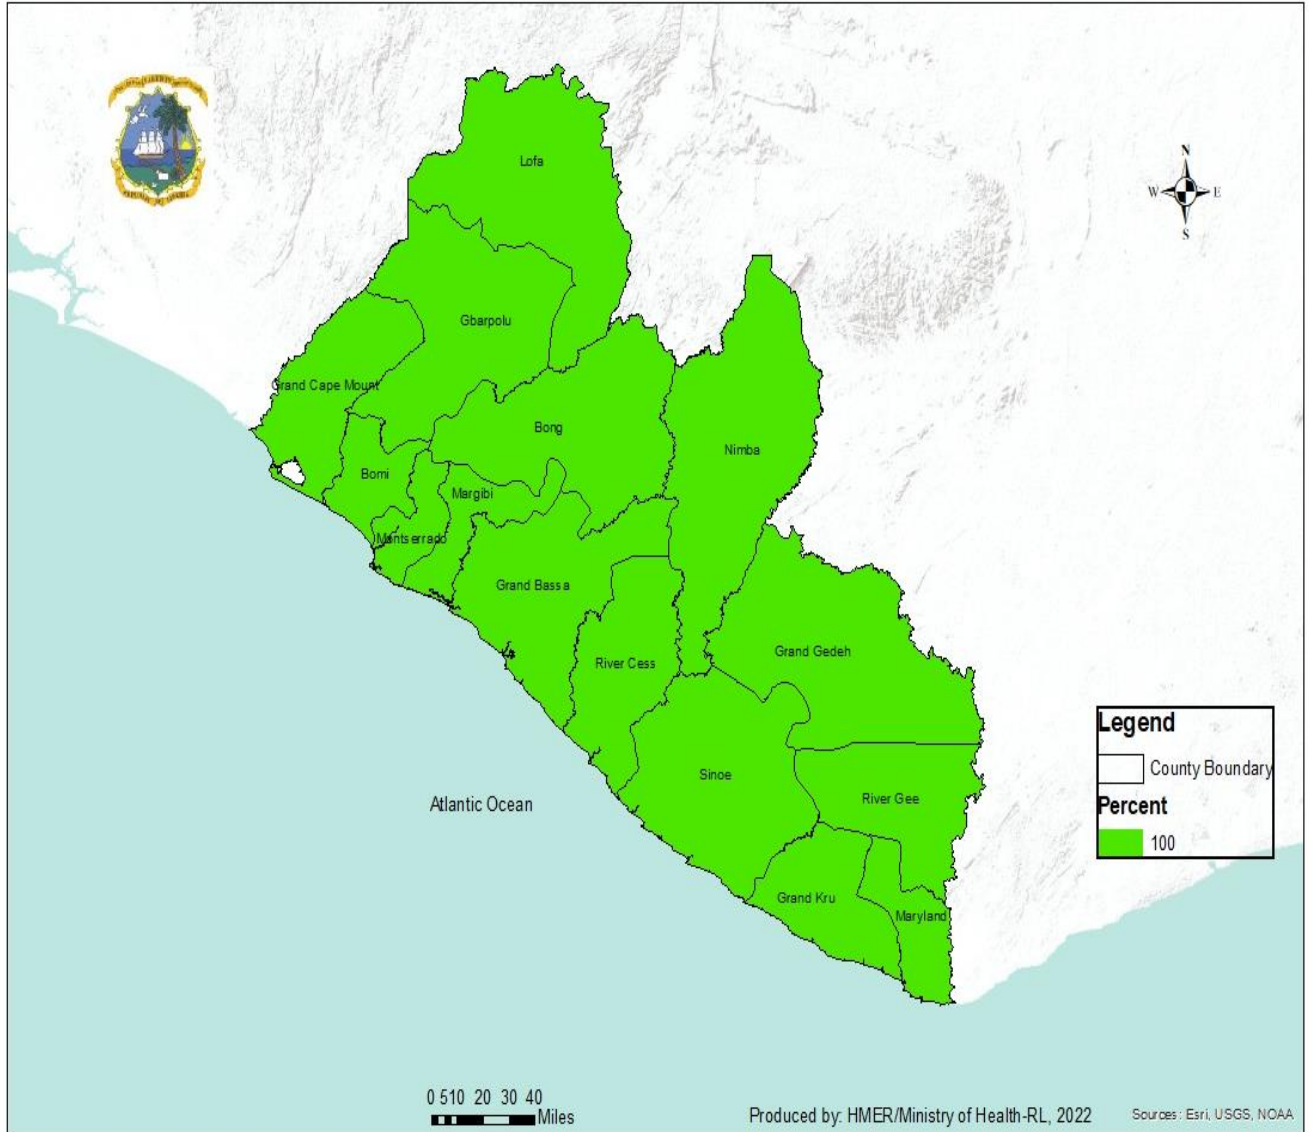 N
W E
S
Lofa
Gbarpolu
Grand Cape Mount
Bong
Nimba
Bomi
Margibi
Montserrado
Grand Bassa
Grand Gedeh
River Cess
Sinoe
River Gee
Grand Kru
Maryland
Atlantic Ocean
Legend
County Boundary
Percent
100
0 510 20 30 40
Miles
Produced by: HMER/Ministry of Health-RL, 2022
Sources: Esri, USGS, NOAA